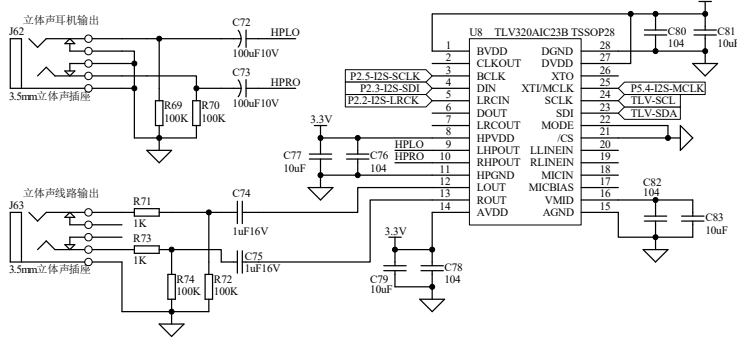 立体声耳机输出
J62
3.5mm立体声插座
C72
100uF10V
HPLO
C73
100uF10V
HPRO
R69
100K
R70
100K
立体声线路输出
J63
3.5mm立体声插座
R71
1K
R73
1K
R74
100K
R72
100K
C74
1uF16V
C75
1uF16V
U8 TLV320AIC23B TSSOP28
1 BVDD DGND 28
2 CLKOUT DVDD 27
3 BCLK XTO 26
4 DIN XTI/MCLK 25
5 LRCIN SCLK 24
6 DOUT SDI 23
7 LRCOUT MODE 22
8 HPVDD /CS 21
9 LHPOUT LLINEIN 20
10 RHPOUT RLINEIN 19
11 HPGND MICIN 18
12 LOUT MICBIAS 17
13 ROUT VMID 16
14 AVDD AGND 15
P2.5-I2S-SCLK
P2.3-I2S-SDI
P2.2-I2S-LRCK
3.3V
C77
10uF
C76
104
HPLO
HPRO
3.3V
C79
10uF
C78
104
C80
104
C81
10uF
P5.4-I2S-MCLK
TLV-SCL
TLV-SDA
C82
104
C83
10uF